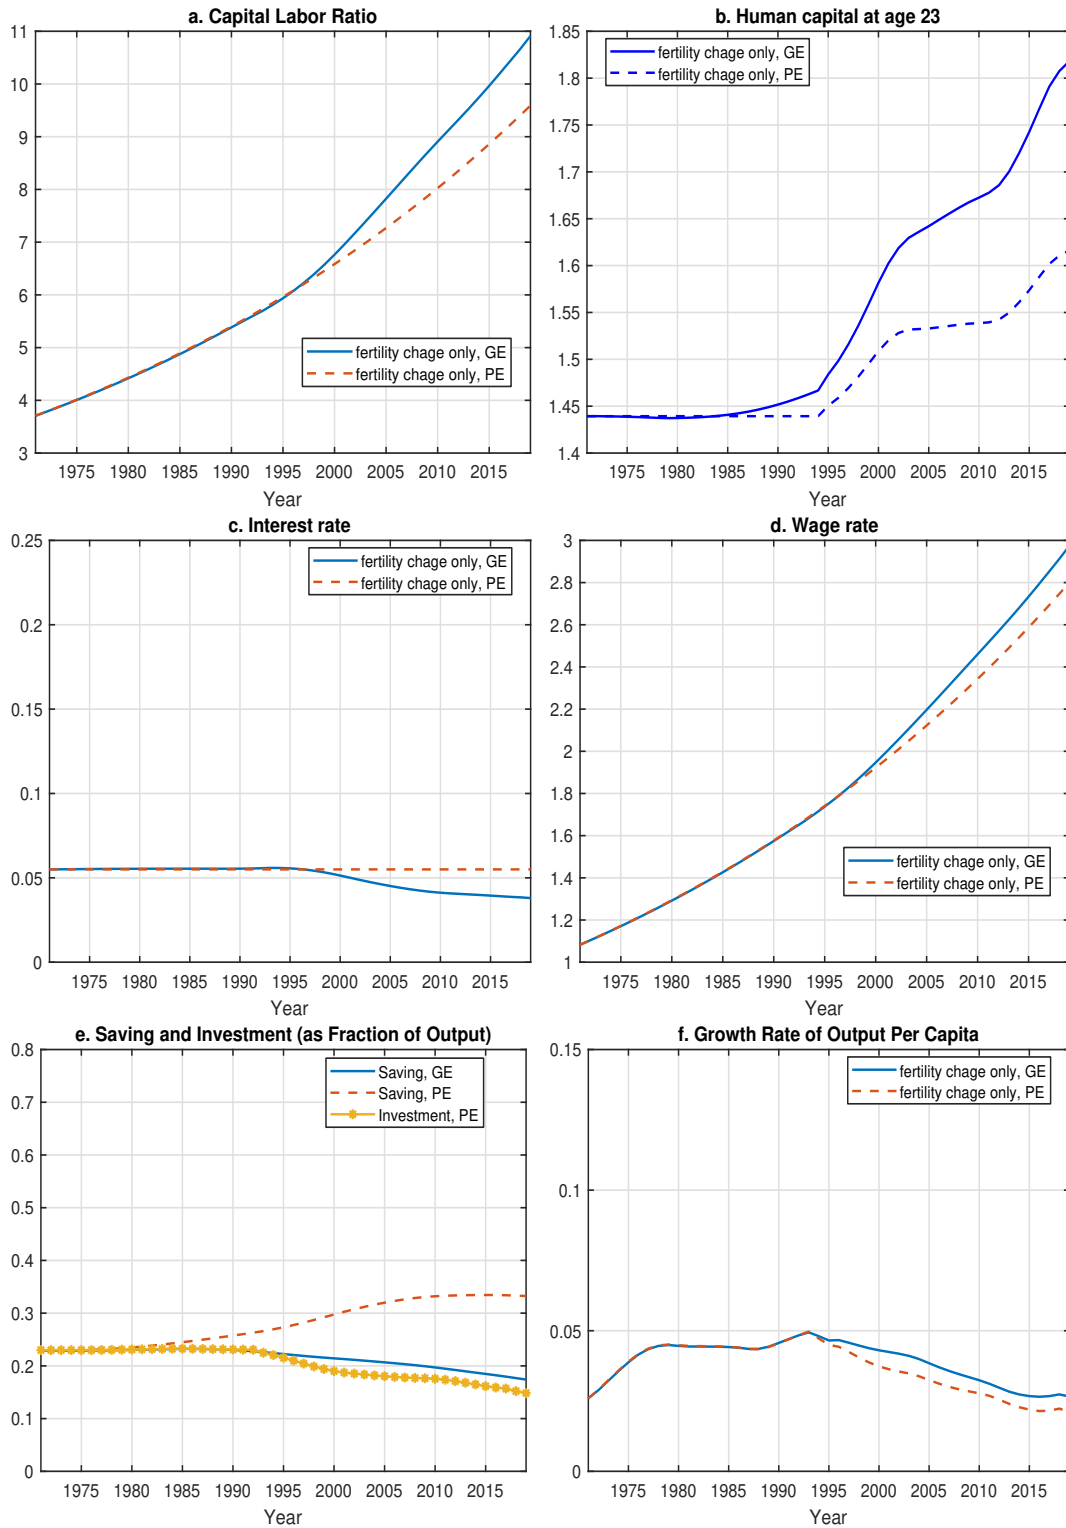 a. Capital Labor Ratio
11
10
9
8
7
6
5
4
3
fertility chage only, GE
fertility chage only, PE
1975 1980 1985 1990 1995 2000 2005 2010 2015
Year
b. Human capital at age 23
1.85
1.8
1.75
1.7
1.65
1.6
1.55
1.5
1.45
1.4
fertility chage only, GE
fertility chage only, PE
1975 1980 1985 1990 1995 2000 2005 2010 2015
Year
c. Interest rate
0.25
0.2
0.15
0.1
0.05
0
fertility chage only, GE
fertility chage only, PE
1975 1980 1985 1990 1995 2000 2005 2010 2015
Year
d. Wage rate
3
2.8
2.6
2.4
2.2
2
1.8
1.6
1.4
1.2
1
fertility chage only, GE
fertility chage only, PE
1975 1980 1985 1990 1995 2000 2005 2010 2015
Year
e. Saving and Investment (as Fraction of Output)
0.8
0.7
0.6
0.5
0.4
0.3
0.2
0.1
0
Saving, GE
Saving, PE
Investment, PE
1975 1980 1985 1990 1995 2000 2005 2010 2015
Year
f. Growth Rate of Output Per Capita
0.15
0.1
0.05
0
fertility chage only, GE
fertility chage only, PE
1975 1980 1985 1990 1995 2000 2005 2010 2015
Year